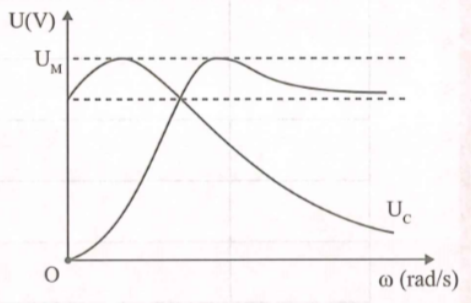 U(V)
U_M
U_C
O
ω (rad/s)